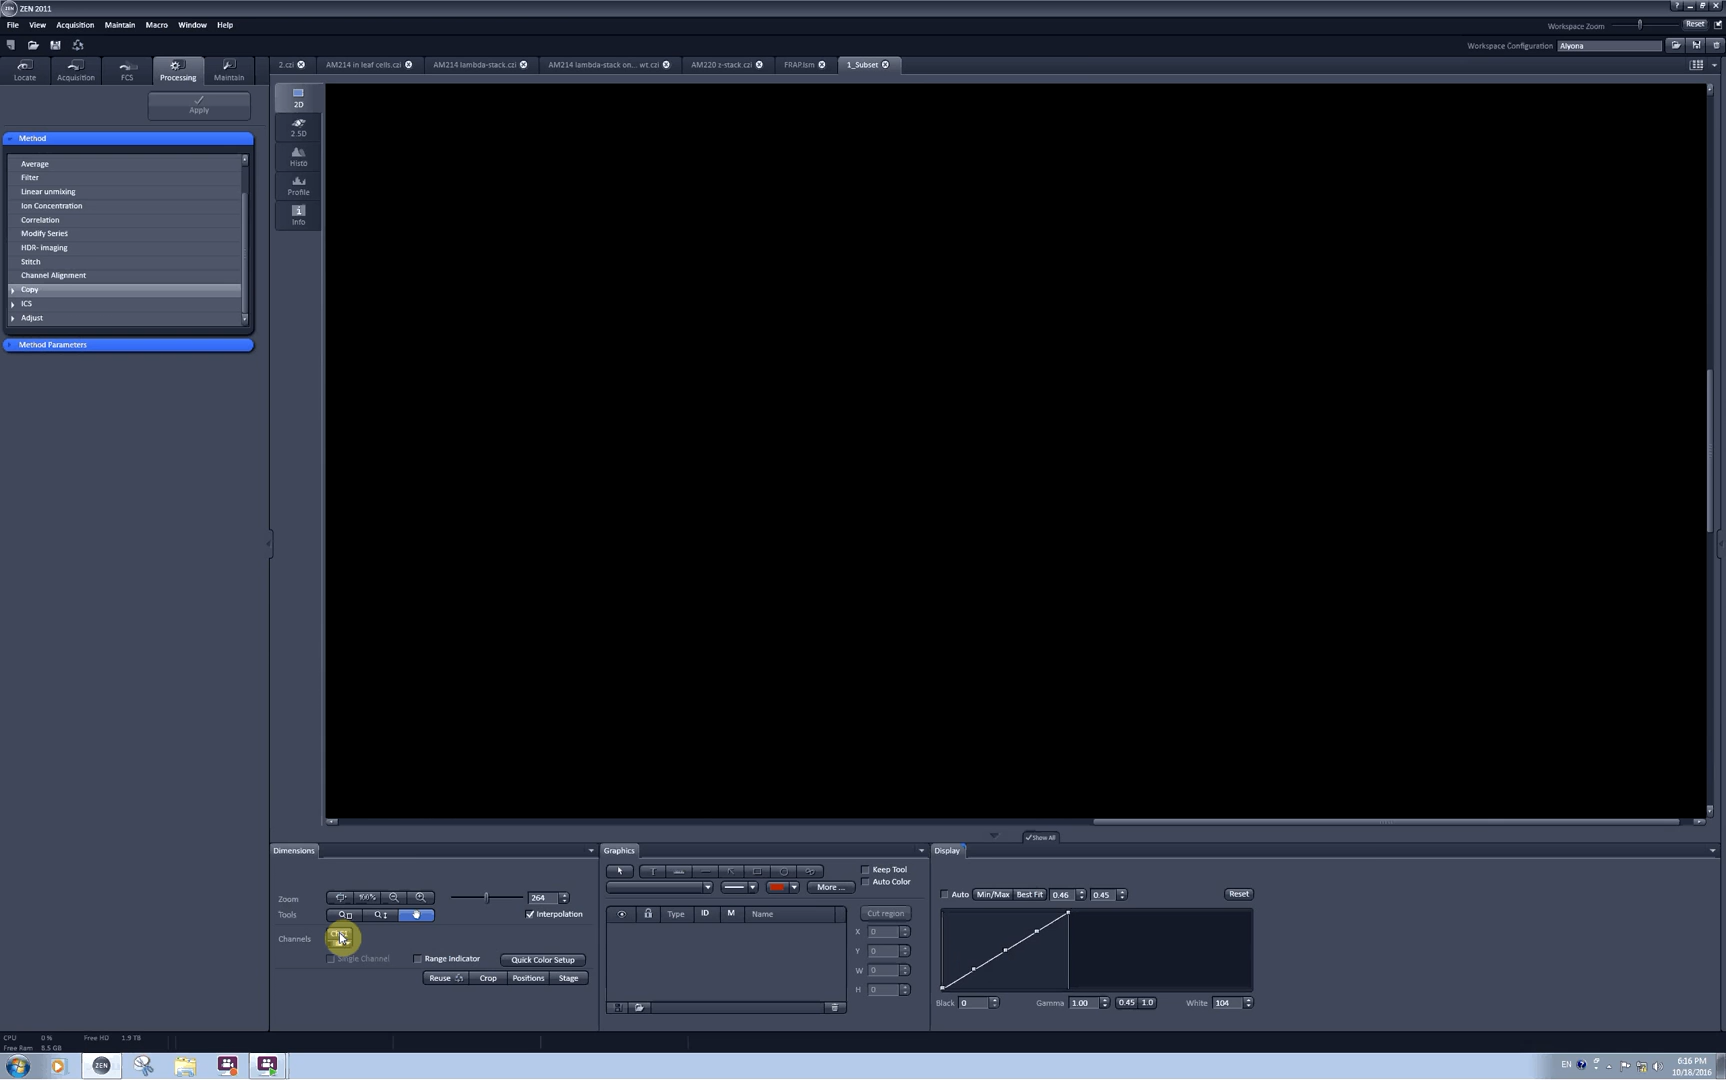 ZEN 2011
File View Acquisition Maintain Macro Window Help
Workspace Zoom Reset
Workspace Configuration Alyona
Locate Acquisition FCS Processing Maintain
2.czi AM214 in leaf cells.czi AM214 lambda-stack.czi AM214 lambda-stack on... wt.czi AM220 z-stack.czi FRAP.lsm 1_Subset
Apply
Method
Average
Filter
Linear unmixing
Ion Concentration
Correlation
Modify Series
HDR- imaging
Stitch
Channel Alignment
Copy
ICS
Adjust
Method Parameters
2D
2.5D
Histo
Profile
Info
Show All
Dimensions
Zoom 100% 264
Tools Interpolation
Channels
Single Channel Range Indicator Quick Color Setup
Reuse Crop Positions Stage
Graphics
Keep Tool
Auto Color
More ...
Type ID M Name
Cut region
X 0
Y 0
W 0
H 0
Display
Auto Min/Max Best Fit 0.46 0.45 Reset
Black 0 Gamma 1.00 0.45 1.0 White 104
CPU 0 % Free HD 1.9 TB
Free Ram 8.5 GB
ZEN
EN
6:16 PM
10/18/2016